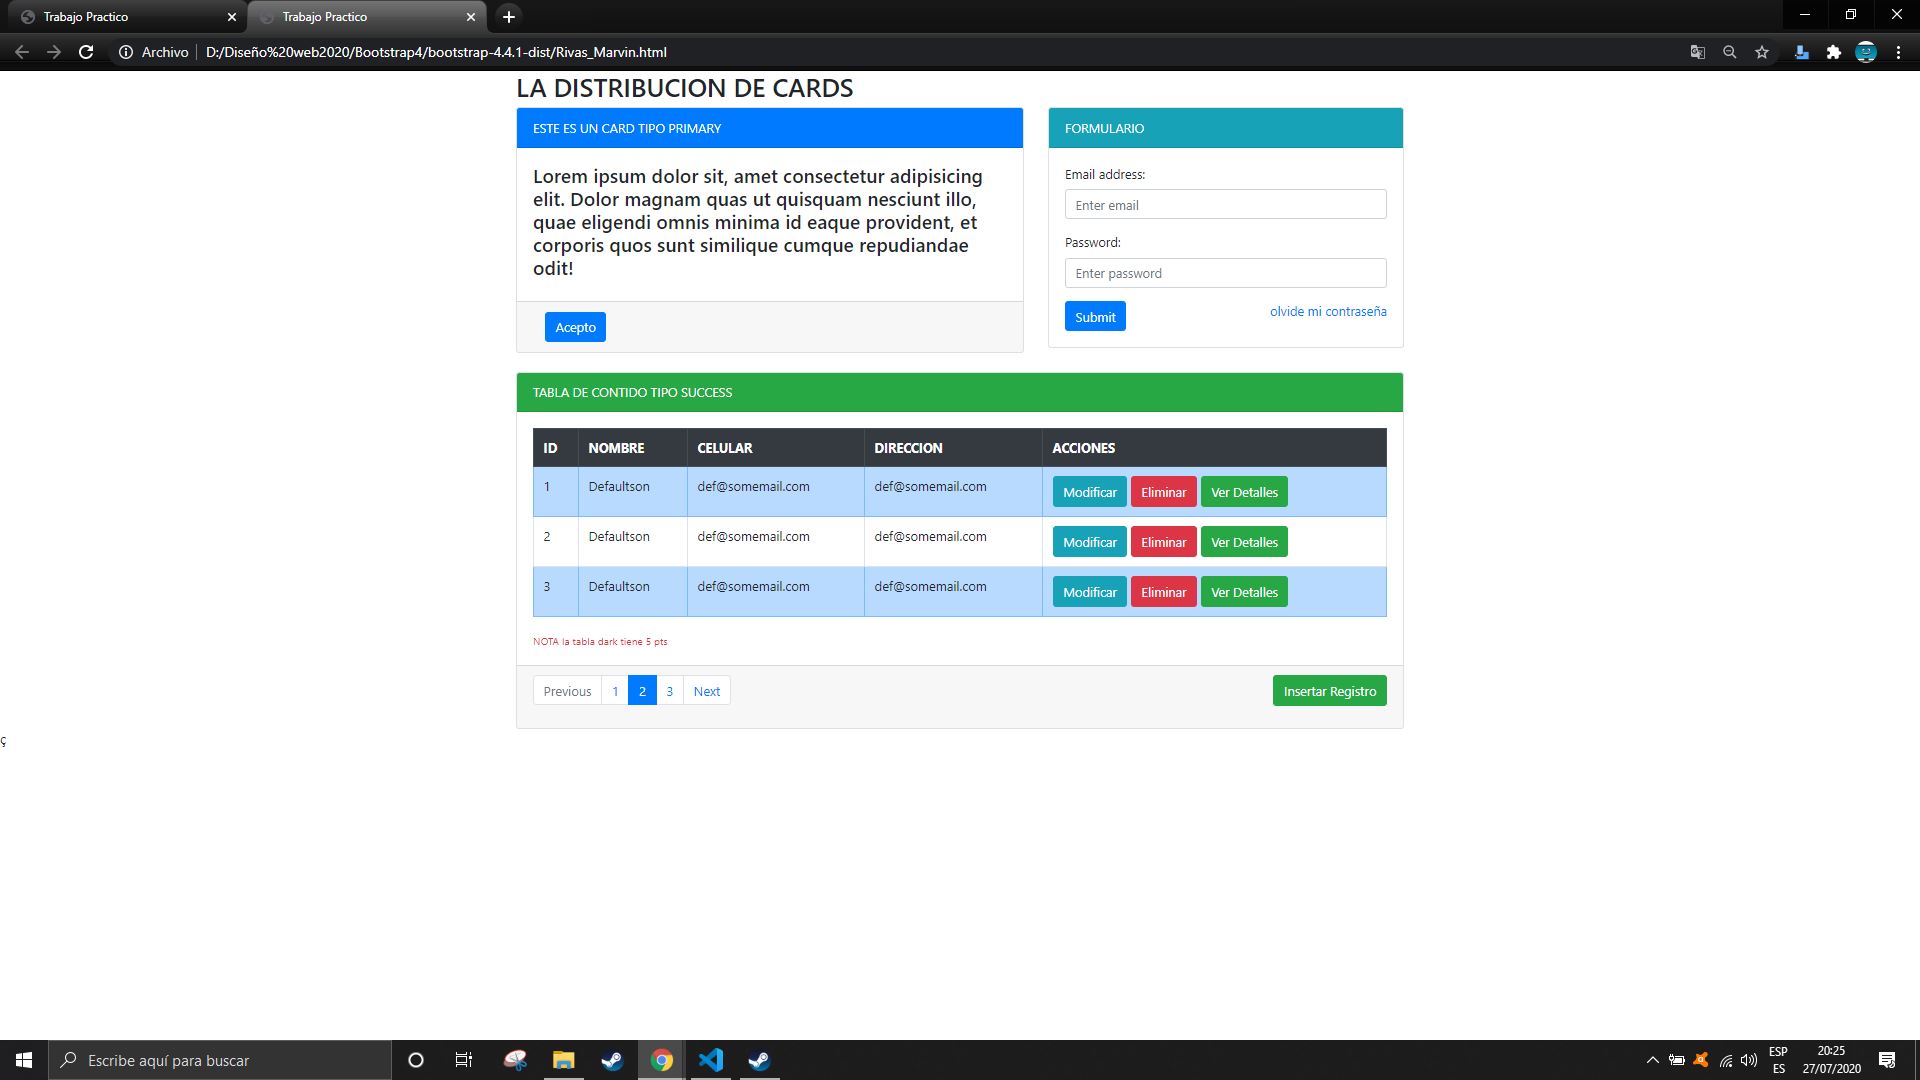 Trabajo Practico
Trabajo Practico
Archivo
D:/Diseño%20web2020/Bootstrap4/bootstrap-4.4.1-dist/Rivas_Marvin.html
LA DISTRIBUCION DE CARDS
ESTE ES UN CARD TIPO PRIMARY
Lorem ipsum dolor sit, amet consectetur adipisicing
elit. Dolor magnam quas ut quisquam nesciunt illo,
quae eligendi omnis minima id eaque provident, et
corporis quos sunt similique cumque repudiandae
odit!
Acepto
FORMULARIO
Email address:
Enter email
Password:
Enter password
Submit
olvide mi contraseña
TABLA DE CONTIDO TIPO SUCCESS
ID NOMBRE CELULAR DIRECCION ACCIONES
1 Defaultson def@somemail.com def@somemail.com Modificar Eliminar Ver Detalles
2 Defaultson def@somemail.com def@somemail.com Modificar Eliminar Ver Detalles
3 Defaultson def@somemail.com def@somemail.com Modificar Eliminar Ver Detalles
NOTA la tabla dark tiene 5 pts
Previous 1 2 3 Next
Insertar Registro
ç
Escribe aquí para buscar
ESP
ES
20:25
27/07/2020